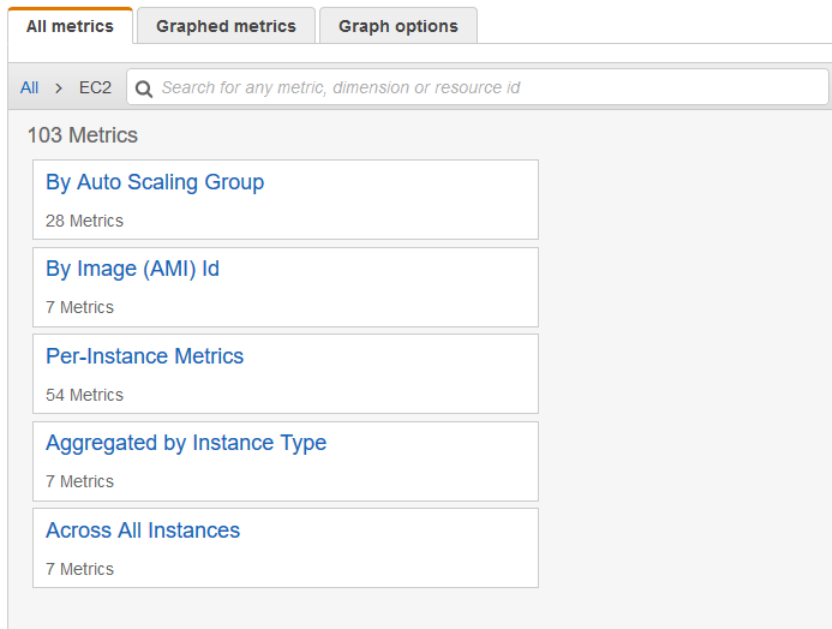 All metrics Graphed metrics Graph options
All > EC2 Search for any metric, dimension or resource id
103 Metrics
By Auto Scaling Group
28 Metrics
By Image (AMI) Id
7 Metrics
Per-Instance Metrics
54 Metrics
Aggregated by Instance Type
7 Metrics
Across All Instances
7 Metrics